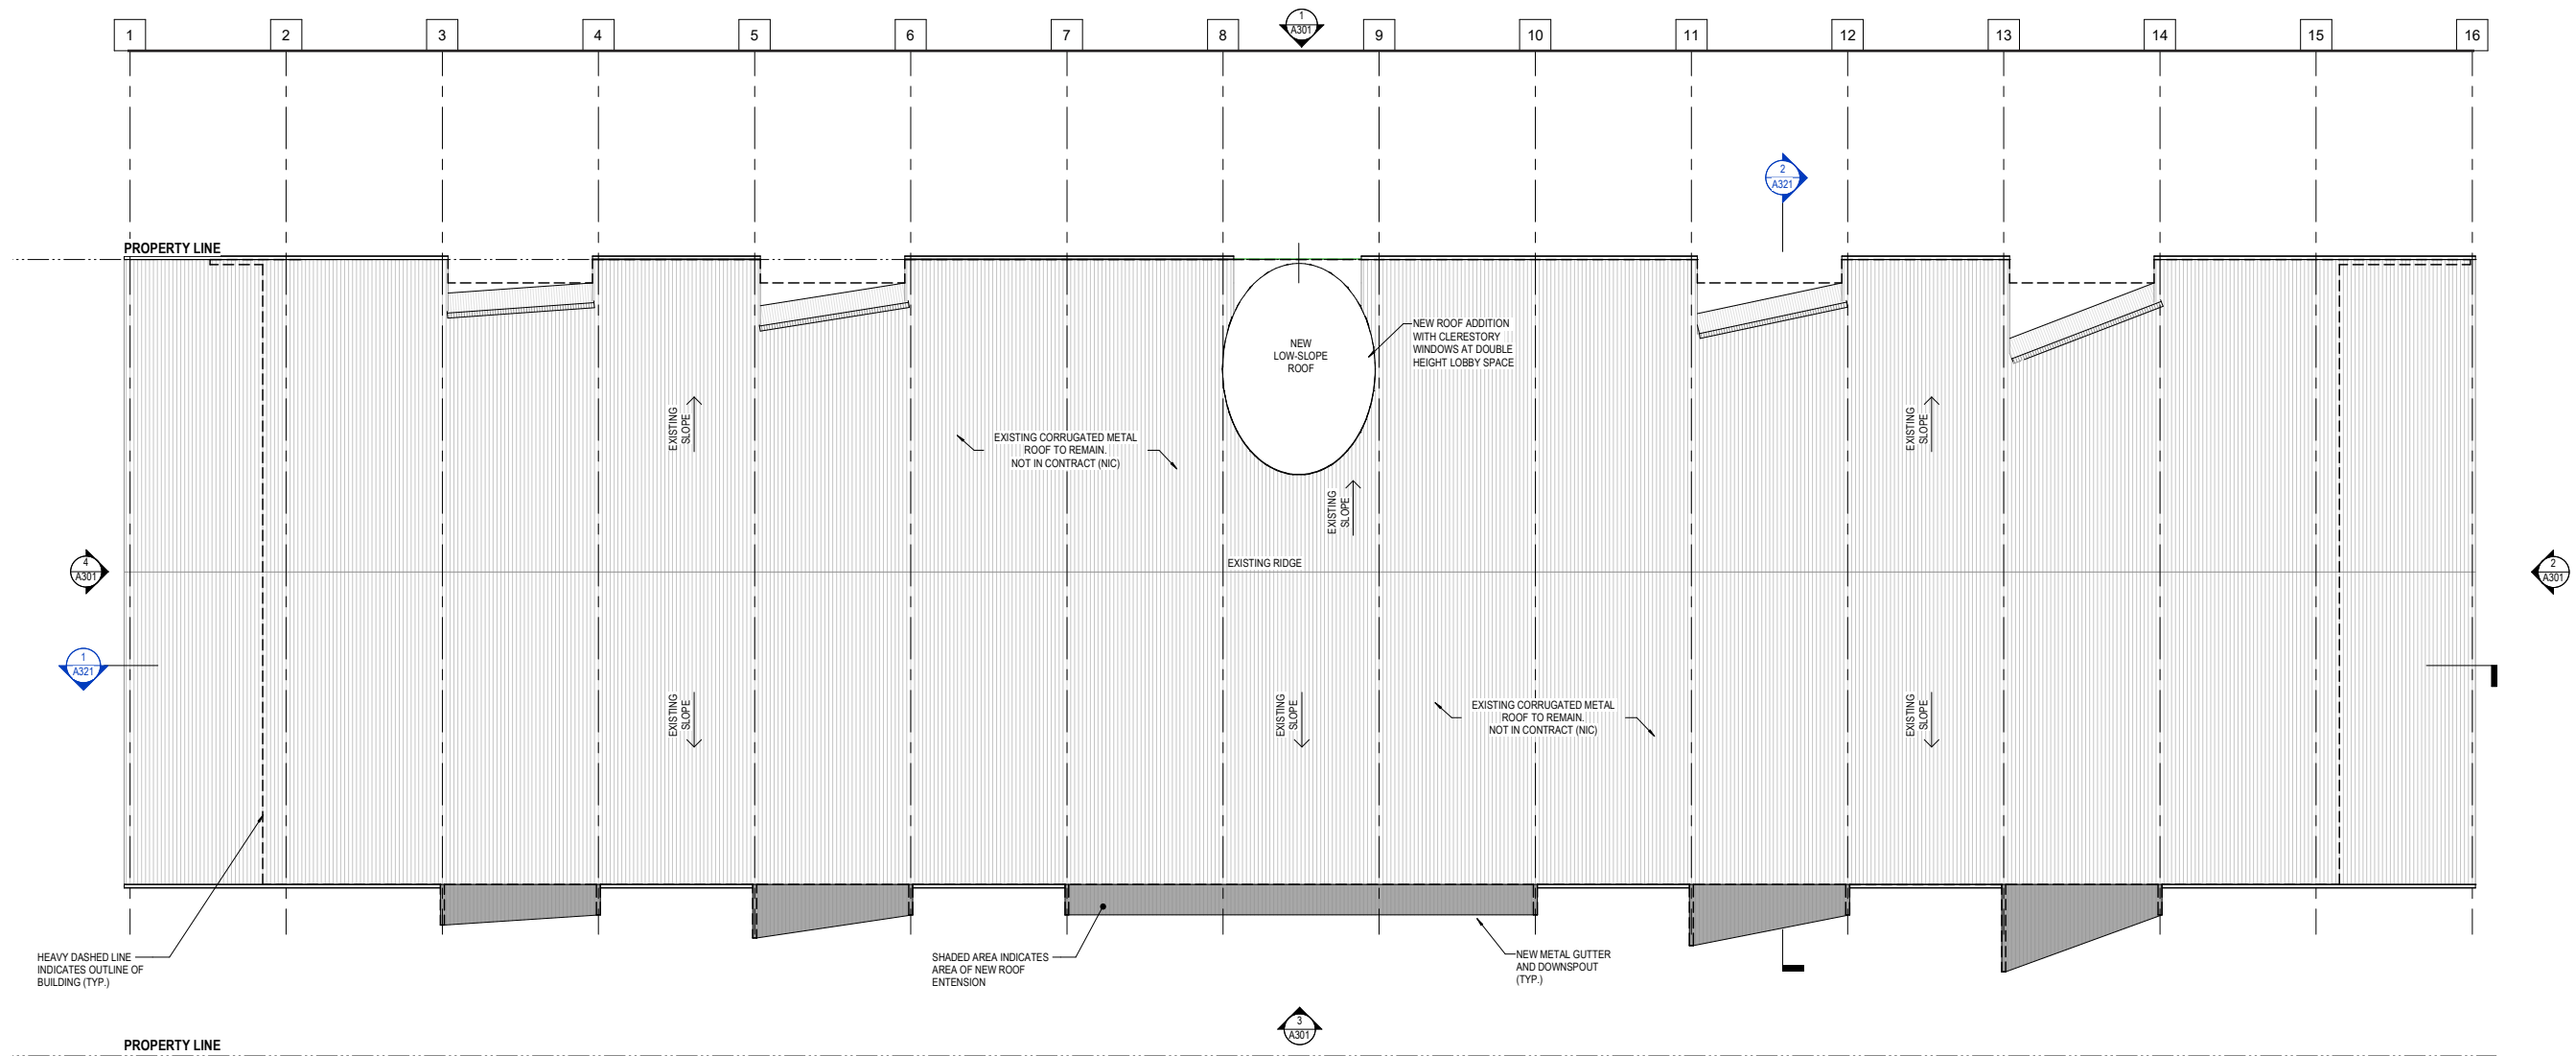 1 2 3 4 5 6 7 8 9 10 11 12 13 14 15 16
1
A301
2
A321
PROPERTY LINE
NEW
LOW-SLOPE
ROOF
NEW ROOF ADDITION
WITH CLERESTORY
WINDOWS AT DOUBLE
HEIGHT LOBBY SPACE
EXISTING
SLOPE
EXISTING CORRUGATED METAL
ROOF TO REMAIN.
NOT IN CONTRACT (NIC)
EXISTING
SLOPE
EXISTING
SLOPE
EXISTING RIDGE
4
A301
2
A301
1
A321
EXISTING
SLOPE
EXISTING
SLOPE
EXISTING CORRUGATED METAL
ROOF TO REMAIN.
NOT IN CONTRACT (NIC)
EXISTING
SLOPE
HEAVY DASHED LINE
INDICATES OUTLINE OF
BUILDING (TYP.)
SHADED AREA INDICATES
AREA OF NEW ROOF
ENTENSION
NEW METAL GUTTER
AND DOWNSPOUT
(TYP.)
3
A301
PROPERTY LINE